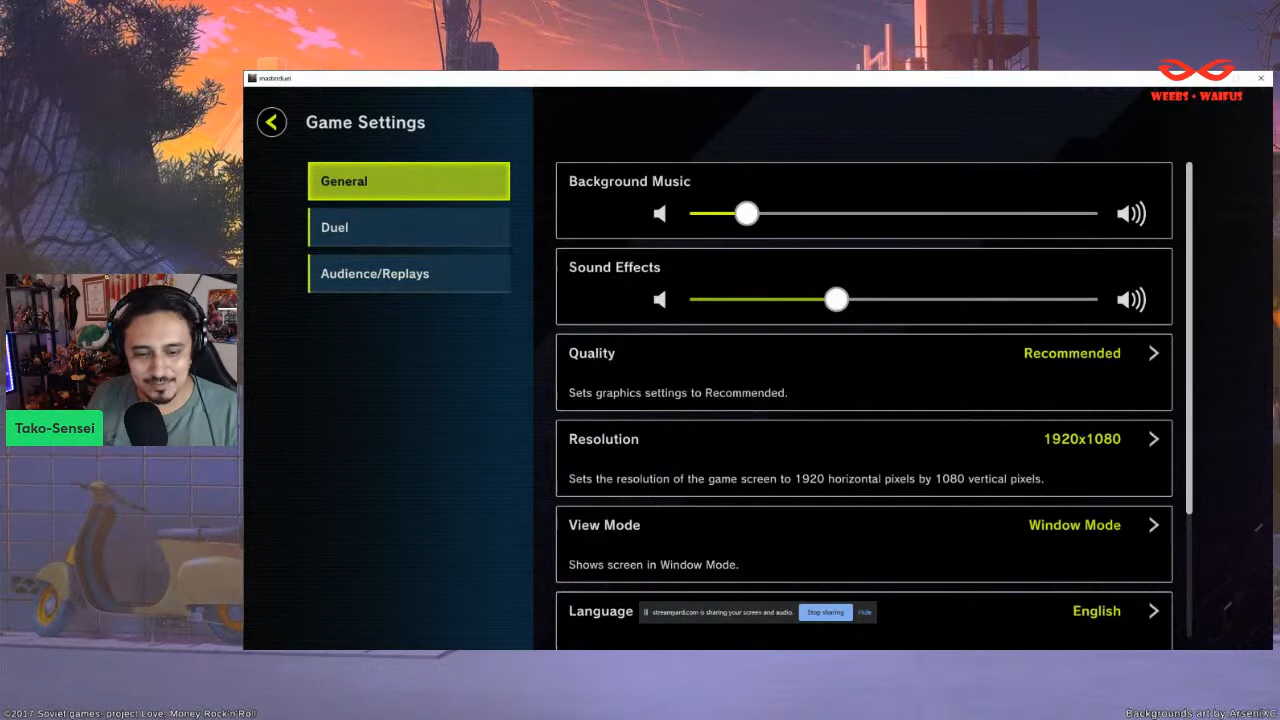 masterduel
WEEBS + WAIFUS
Game Settings
General
Duel
Audience/Replays
Background Music
Sound Effects
Quality
Recommended
Sets graphics settings to Recommended.
Resolution
1920x1080
Sets the resolution of the game screen to 1920 horizontal pixels by 1080 vertical pixels.
View Mode
Window Mode
Shows screen in Window Mode.
Language
English
streamyard.com is sharing your screen and audio.
Stop sharing
Hide
Tako-Sensei
©2017 Soviet games, project Love, Money Rock'n'Roll
Backgrounds art by ArseniXC